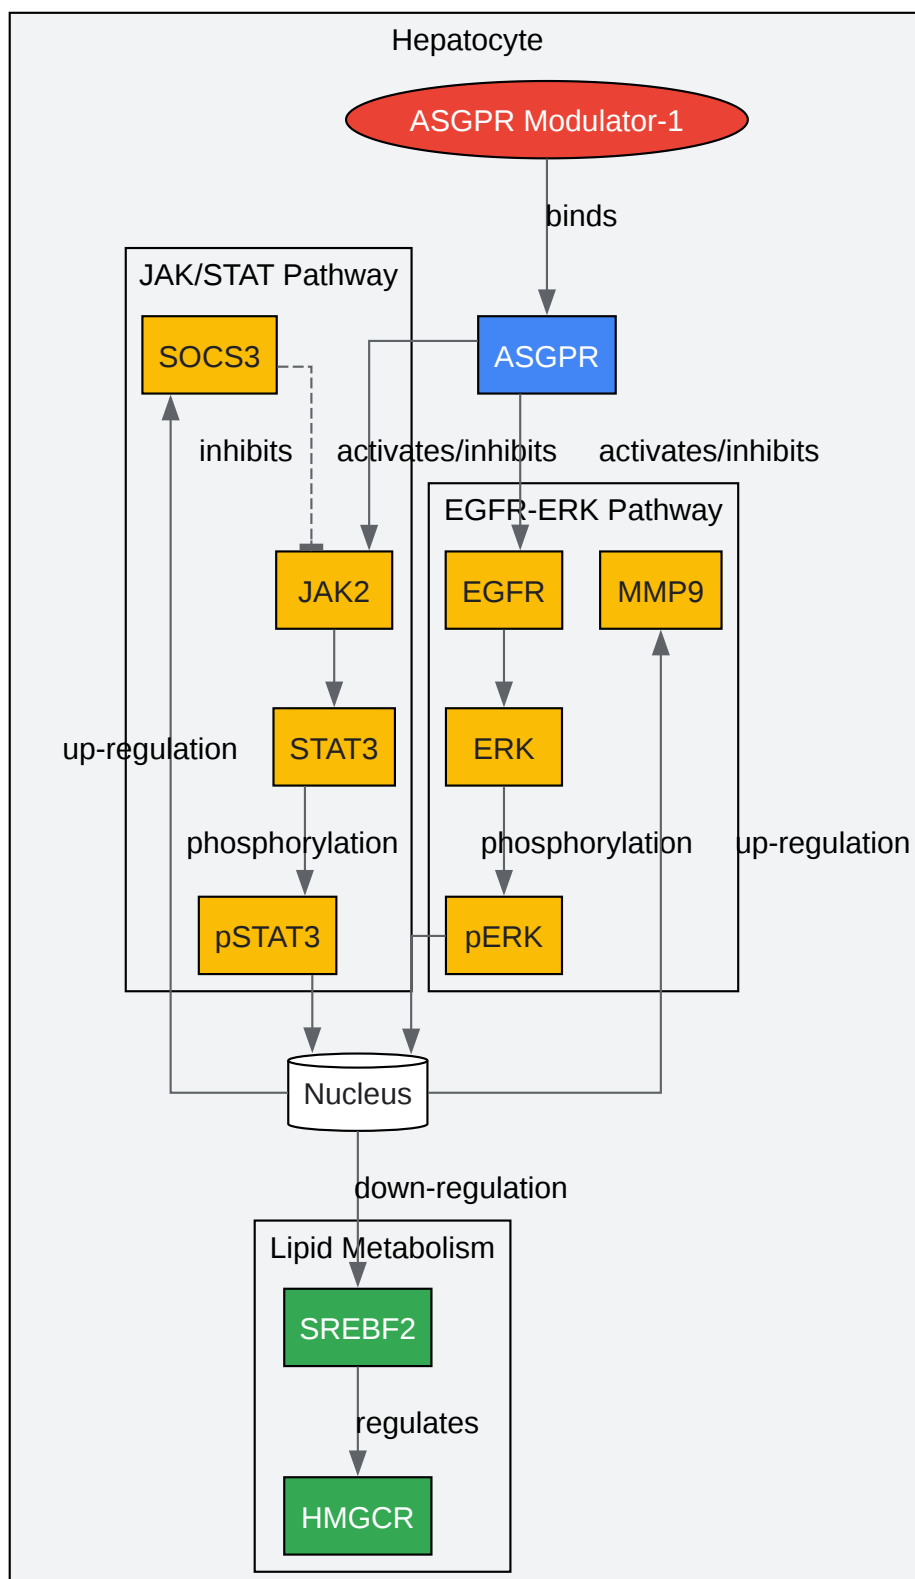 Hepatocyte
ASGPR Modulator-1
binds
JAK/STAT Pathway
SOCS3
ASGPR
inhibits
activates/inhibits
activates/inhibits
EGFR-ERK Pathway
JAK2
EGFR
MMP9
STAT3
ERK
up-regulation
phosphorylation
phosphorylation
up-regulation
pSTAT3
pERK
Nucleus
down-regulation
Lipid Metabolism
SREBF2
regulates
HMGCR